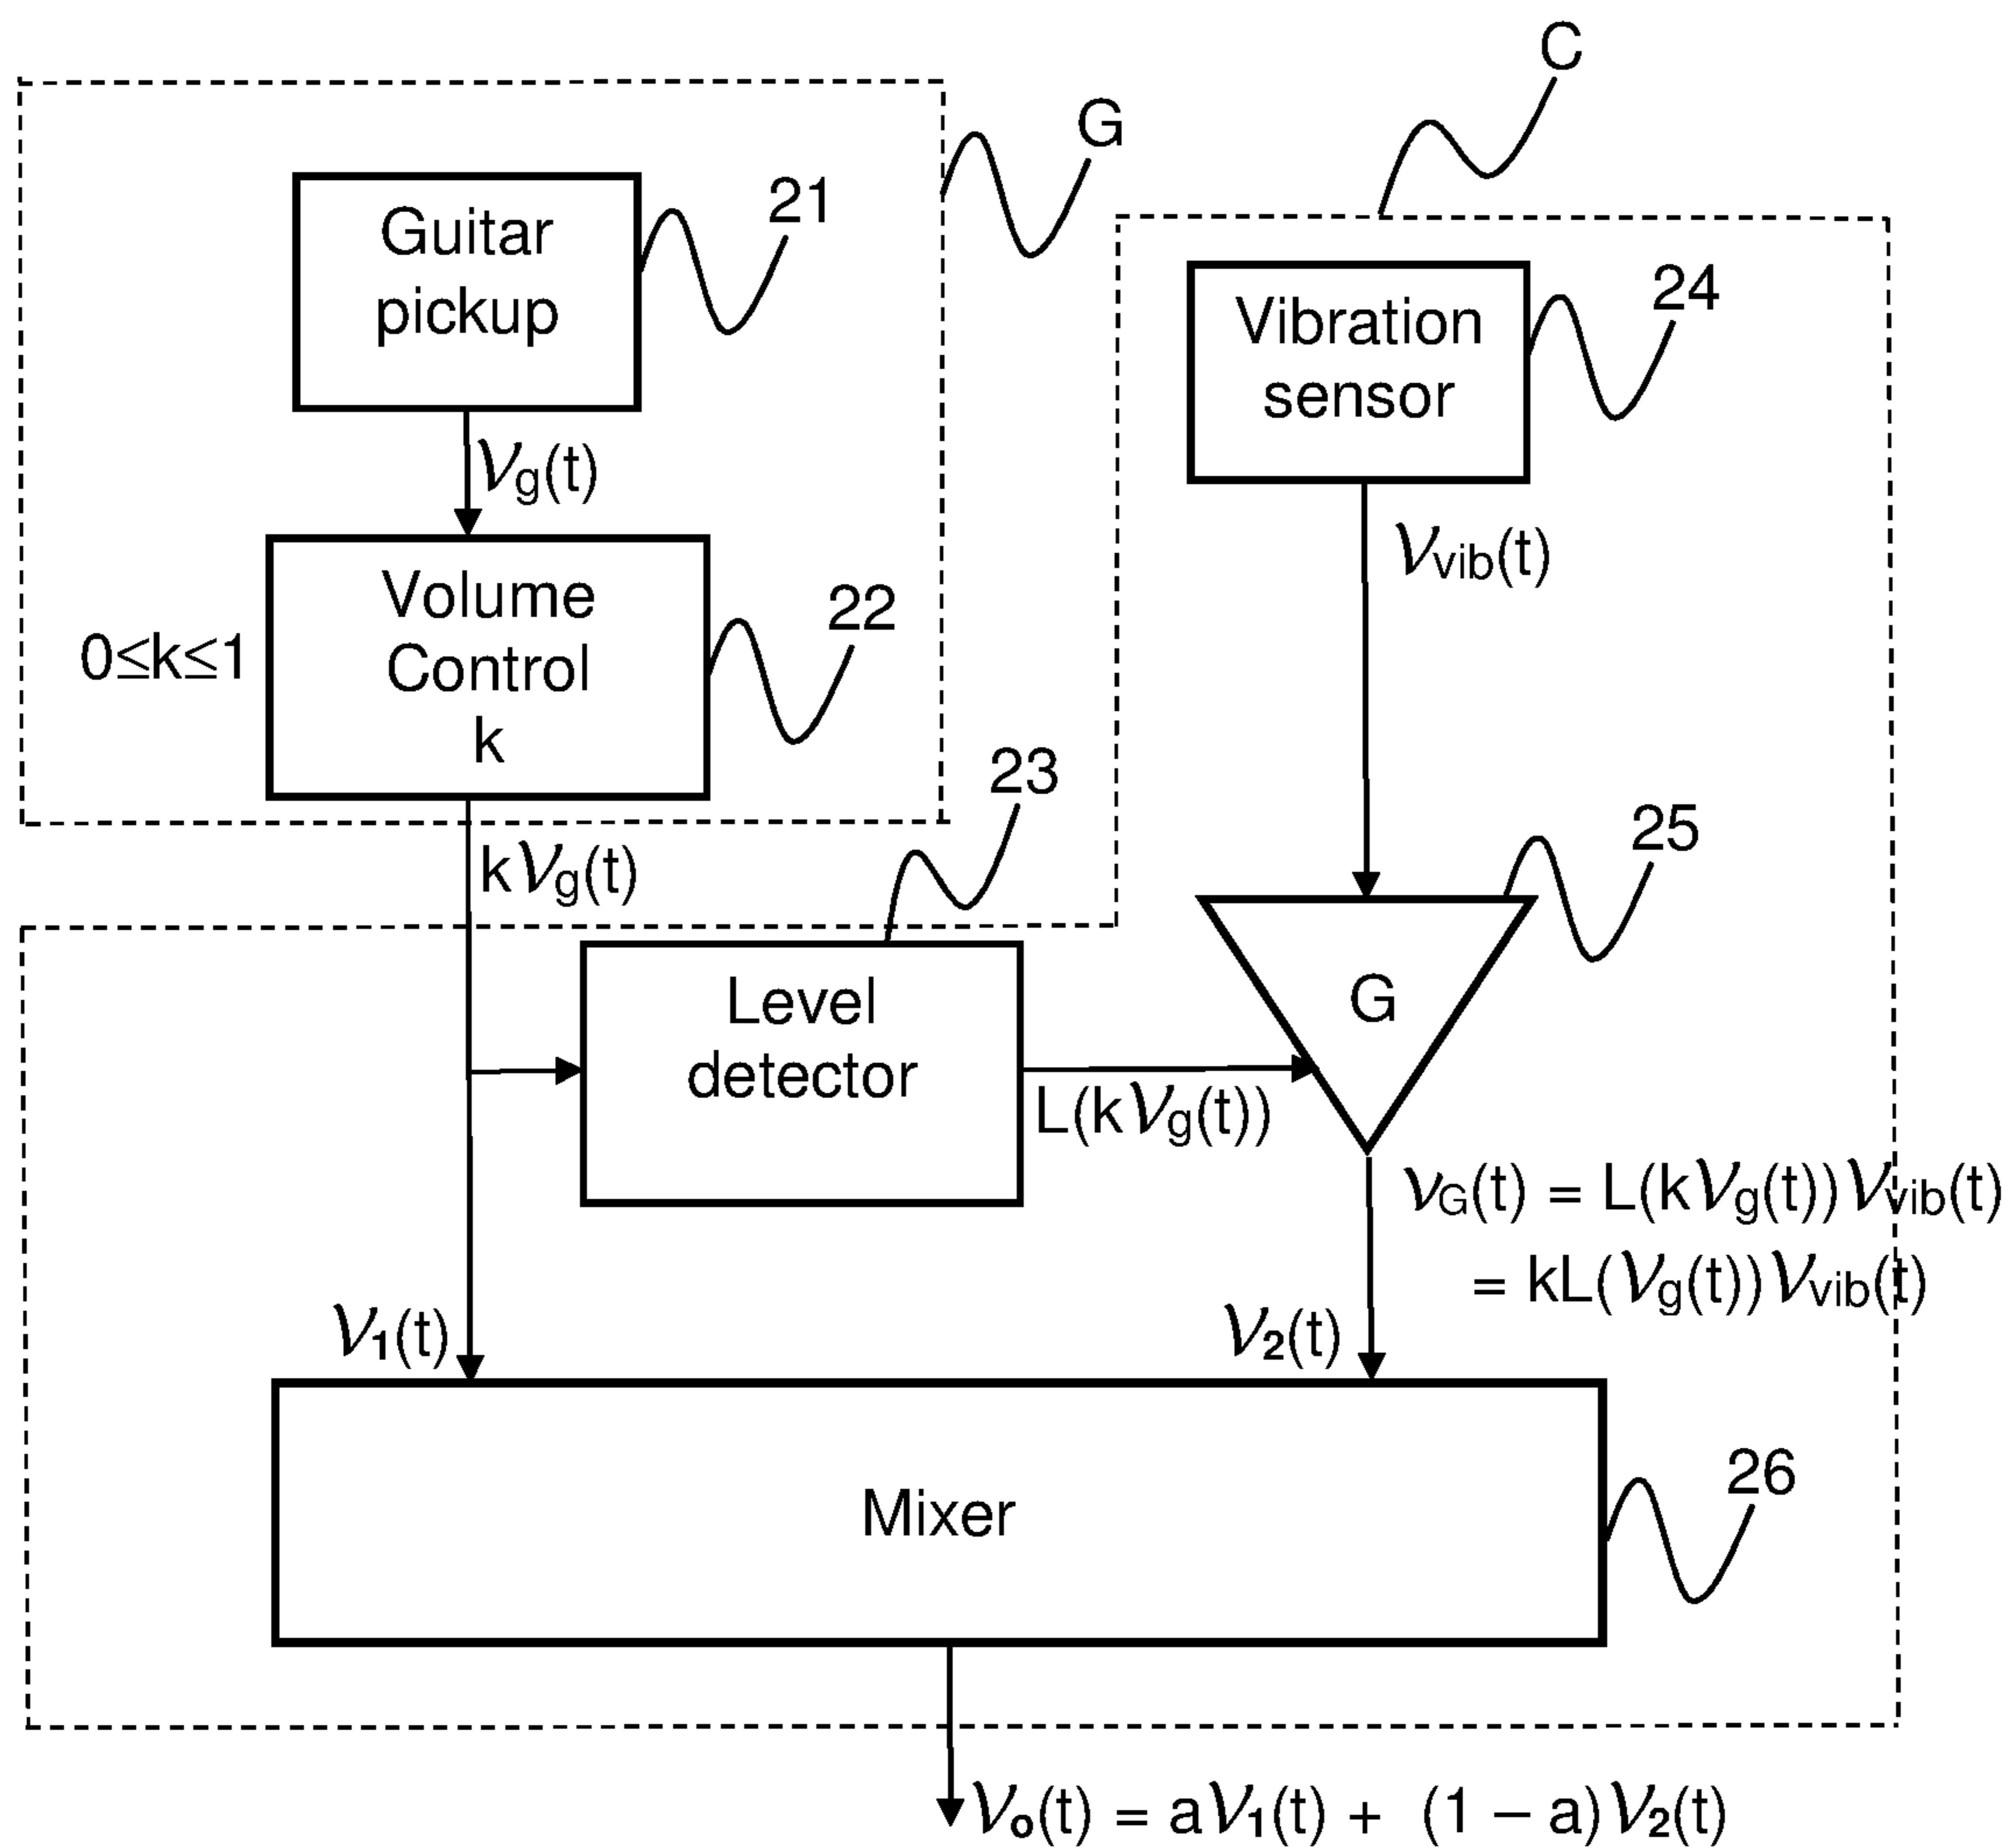 C
G
21
Guitar
pickup
24
Vibration
sensor
𝒱g(t)
𝒱vib(t)
22
Volume
Control
k
0≤k≤1
23
25
k𝒱g(t)
G
Level
detector
L(k𝒱g(t))
𝒱G(t) = L(k𝒱g(t))𝒱vib(t)
= kL(𝒱g(t))𝒱vib(t)
𝒱1(t)
𝒱2(t)
26
Mixer
𝒱o(t) = a𝒱1(t) + (1 − a)𝒱2(t)